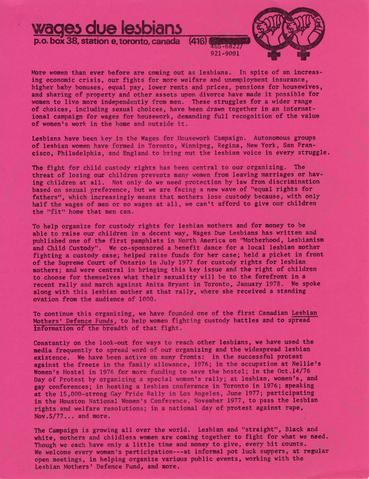 wages due lesbians
p.o. box 38, station e, toronto, canada (416) 465-6822/
921-9091
More women than ever before are coming out as lesbians. In spite of an increas-
ing economic crisis, our fights for more welfare and unemployment insurance,
higher baby bonuses, equal pay, lower rents and prices, pensions for housewives,
and sharing of property and other assets upon divorce have made it possible for
women to live more independently from men. These struggles for a wider range
of choices, including sexual choices, have been drawn together in an internat-
ional campaign for wages for housework, demanding full recognition of the value
of women's work in the home and outside it.
Lesbians have been key in the Wages for Housework Campaign. Autonomous groups
of lesbian women have formed in Toronto, Winnipeg, Regina, New York, San Fran-
cisco, Philadelphia, and England to bring out the lesbian voice in every struggle.
The fight for child custody rights has been central to our organizing. The
threat of losing our children prevents many women from leaving marriages or hav-
ing children at all. Not only do we need protection by law from discrimination
based on sexual preference, but we are facing a new wave of "equal rights for
fathers", which increasingly means that mothers lose custody because, with only
half the wages of men or no wages at all, we can't afford to give our children
the "fit" home that men can.
To help organize for custody rights for lesbian mothers and for money to be
able to raise our children in a decent way, Wages Due Lesbians has written and
published one of the first pamphlets in North America on "Motherhood, Lesbianism
and Child Custody". We co-sponsored a benefit dance for a local lesbian mother
fighting a custody case; helped raise funds for her case; held a picket in front
of the Supreme Court of Ontario in July 1977 for custody rights for lesbian
mothers; and were central in bringing this key issue and the right of children
to choose for themselves what their sexuality will be to the forefront in a
recent rally and march against Anita Bryant in Toronto, January 1978. We spoke
along with this lesbian mother at that rally, where she received a standing
ovation from the audience of 1000.
To continue this organizing, we have founded one of the first Canadian Lesbian
Mothers' Defence Funds, to help women fighting custody battles and to spread
information of the breadth of that fight.
Constantly on the look-out for ways to reach other lesbians, we have used the
media frequently to spread word of our organizing and the widespread lesbian
existence. We have been active on many fronts: in the successful protest
against the freeze in the family allowance, 1976; in the occupation at Nellie's
Women's Hostel in 1976 for more funding to save the hostel; in the Oct.14/76
Day of Protest by organizing a special women's rally; at lesbian, women's, and
gay conferences; in hosting a lesbian conference in Toronto in 1976; speaking
at the 15,000-strong Gay Pride Rally in Los Angeles, June 1977; participating
in the Houston National Women's Conference, November 1977, to pass the Lesbian
rights and welfare resolutions; in a national day of protest against rape,
Nov.5/77... and more.
The Campaign is growing all over the world. Lesbian and "straight", Black and
white, mothers and childless women are coming together to fight for what we need.
Though we each have only a little time and money to give, every bit counts.
We welcome every women's participation---at informal pot luck suppers, at regular
open meetings, in helping organize various public events, working with the
Lesbian Mothers' Defence Fund, and more.